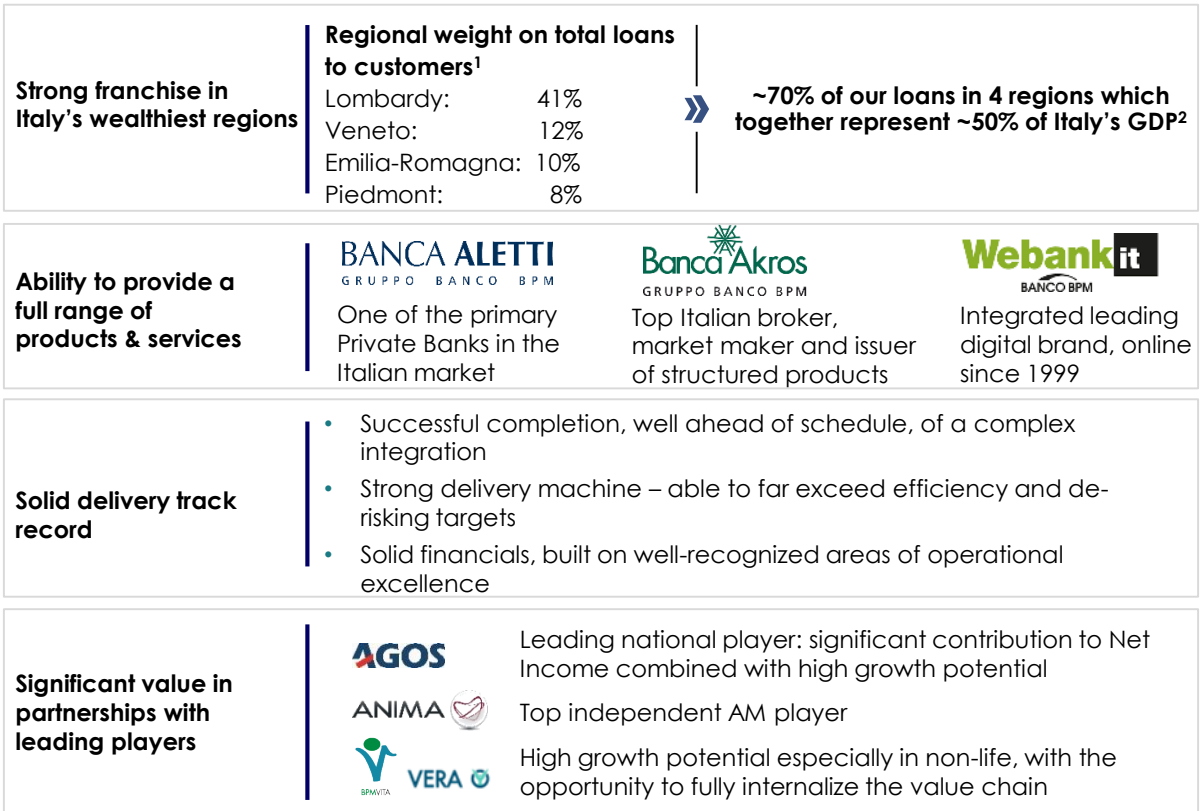 Strong franchise in
Italy's wealthiest regions
Regional weight on total loans
to customers¹
Lombardy: 41%
Veneto: 12%
Emilia-Romagna: 10%
Piedmont: 8%
~70% of our loans in 4 regions which
together represent ~50% of Italy's GDP²
Ability to provide a
full range of
products & services
BANCA ALETTI
GRUPPO BANCO BPM
One of the primary
Private Banks in the
Italian market
Banca Akros
GRUPPO BANCO BPM
Top Italian broker,
market maker and issuer
of structured products
Webank it
BANCO BPM
Integrated leading
digital brand, online
since 1999
Solid delivery track
record
• Successful completion, well ahead of schedule, of a complex
integration
• Strong delivery machine – able to far exceed efficiency and de-
risking targets
• Solid financials, built on well-recognized areas of operational
excellence
Significant value in
partnerships with
leading players
AGOS
Leading national player: significant contribution to Net
Income combined with high growth potential
ANIMA
Top independent AM player
BPMVITA
VERA
High growth potential especially in non-life, with the
opportunity to fully internalize the value chain